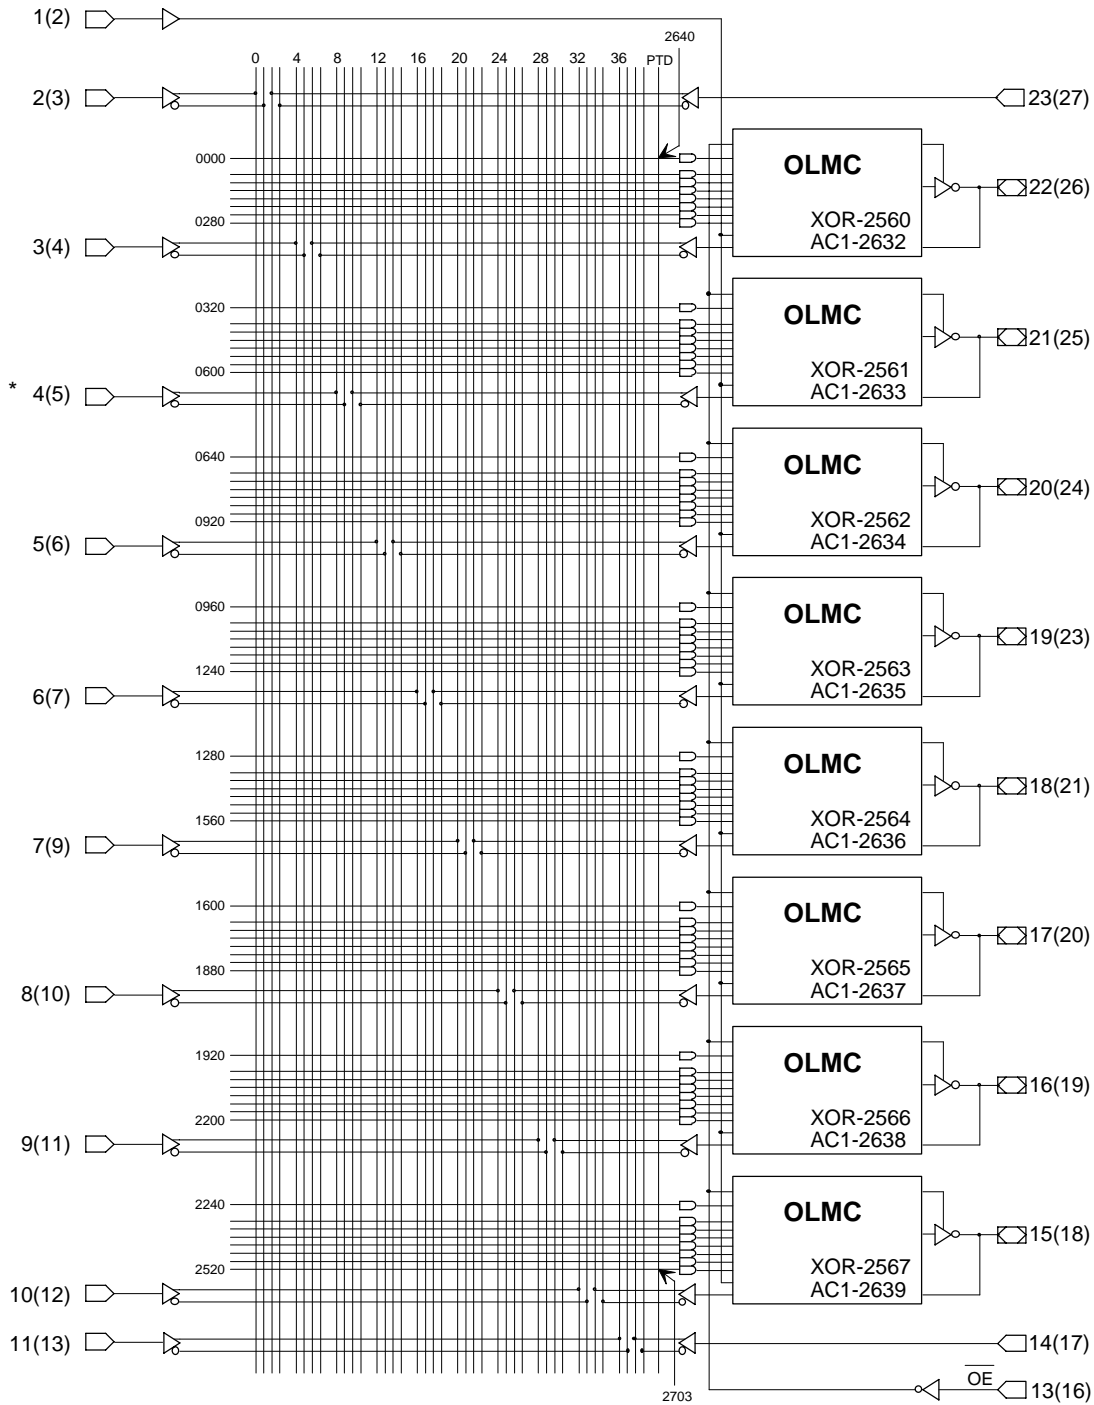 1(2)
2640
0 4 8 12 16 20 24 28 32 36 PTD
2(3)
23(27)
0000
OLMC
22(26)
0280
XOR-2560
3(4)
AC1-2632
0320
OLMC
21(25)
0600
XOR-2561
* 4(5)
AC1-2633
0640
OLMC
20(24)
0920
XOR-2562
5(6)
AC1-2634
0960
OLMC
19(23)
1240
XOR-2563
6(7)
AC1-2635
1280
OLMC
18(21)
1560
XOR-2564
7(9)
AC1-2636
1600
OLMC
17(20)
1880
XOR-2565
8(10)
AC1-2637
1920
OLMC
16(19)
2200
XOR-2566
9(11)
AC1-2638
2240
OLMC
15(18)
2520
XOR-2567
10(12)
AC1-2639
11(13)
14(17)
OE
13(16)
2703